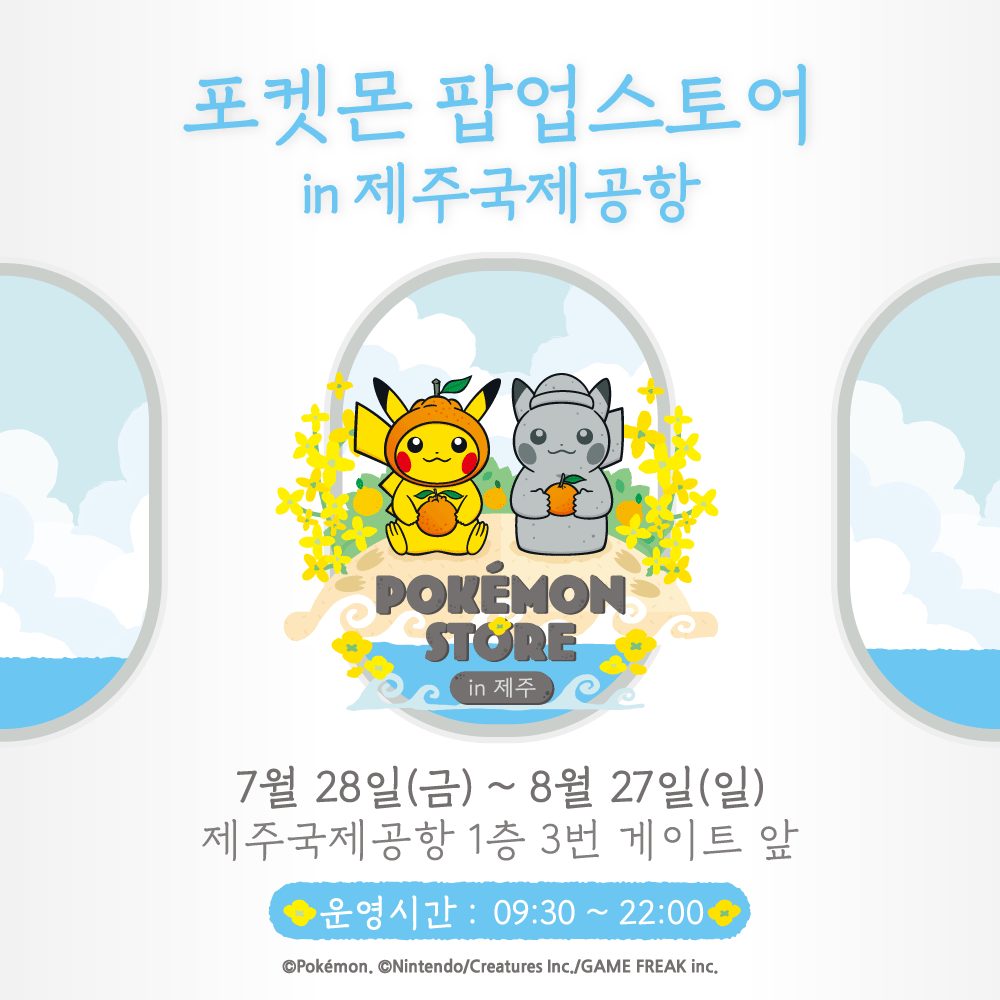 포켓몬 팝업스토어
in 제주국제공항
POKÉMON
STORE
in 제주
7월 28일(금) ~ 8월 27일(일)
제주국제공항 1층 3번 게이트 앞
운영시간 : 09:30 ~ 22:00
©Pokémon. ©Nintendo/Creatures Inc./GAME FREAK inc.